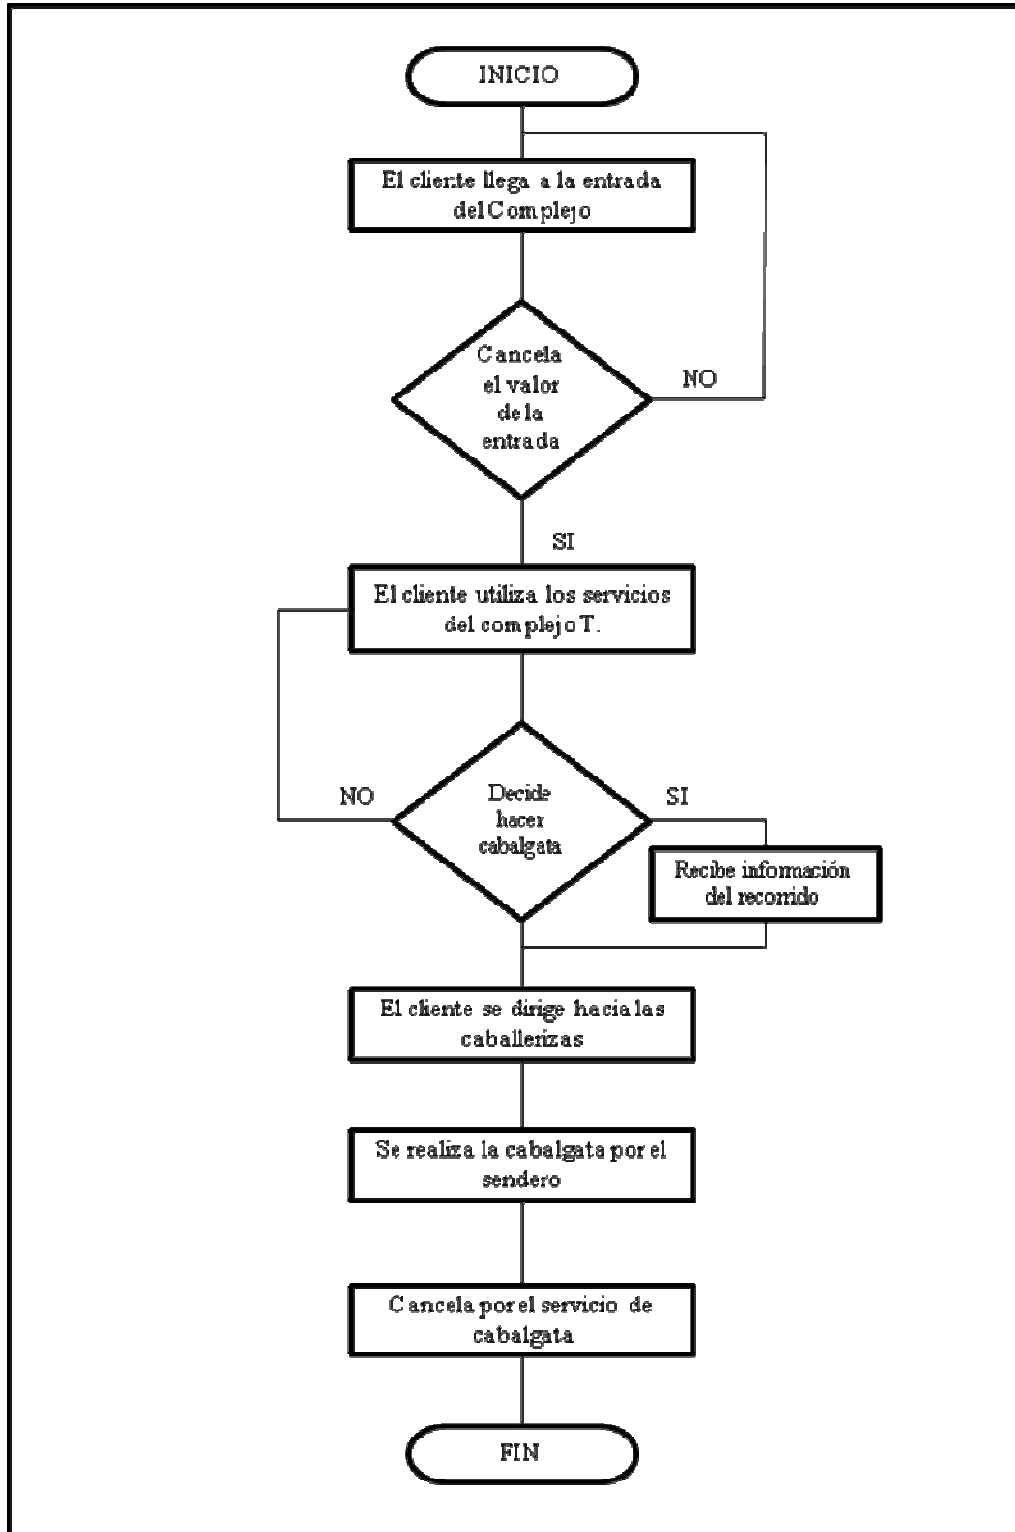 INICIO
El cliente llega a la entrada
del Complejo
Cancela
el valor
de la
entrada
NO
SI
El cliente utiliza los servicios
del complejo T.
NO
Decide
hacer
cabalgata
SI
Recibe información
del recorrido
El cliente se dirige hacia las
caballerizas
Se realiza la cabalgata por el
sendero
Cancela por el servicio de
cabalgata
FIN